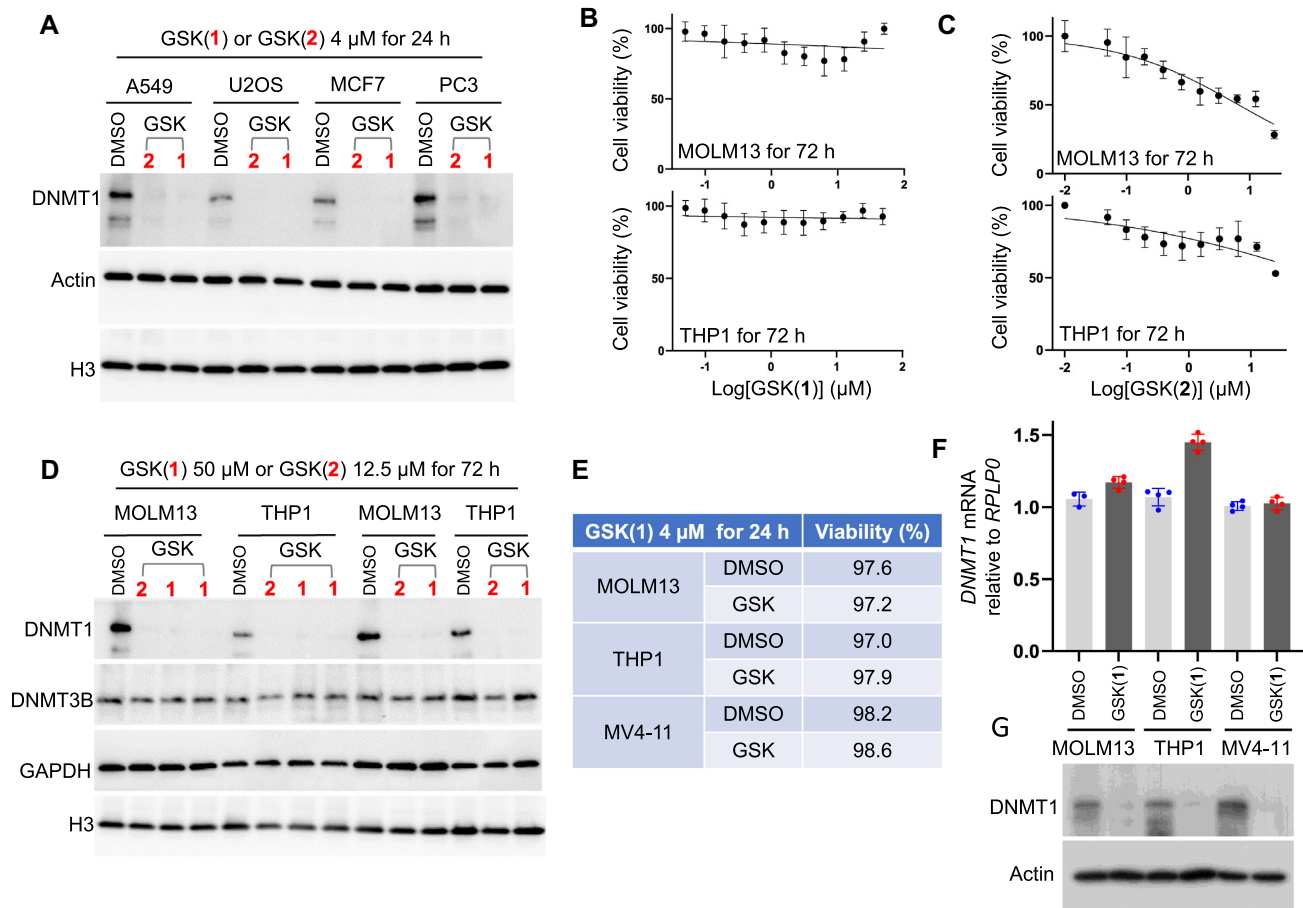 A
GSK(1) or GSK(2) 4 µM for 24 h
A549 U2OS MCF7 PC3
DMSO GSK DMSO GSK DMSO GSK DMSO GSK
2 1 2 1 2 1 2 1
DNMT1
Actin
H3
B
Cell viability (%)
100
50
0
MOLM13 for 72 h
-1 0 1 2
Cell viability (%)
100
50
0
THP1 for 72 h
-1 0 1 2
Log[GSK(1)] (µM)
C
Cell viability (%)
100
50
0
MOLM13 for 72 h
-2 -1 0 1
Cell viability (%)
100
50
0
THP1 for 72 h
-2 -1 0 1
Log[GSK(2)] (µM)
D
GSK(1) 50 µM or GSK(2) 12.5 µM for 72 h
MOLM13 THP1 MOLM13 THP1
DMSO GSK DMSO GSK DMSO GSK DMSO GSK
2 1 1 2 1 1 2 1 2 1
DNMT1
DNMT3B
GAPDH
H3
E
GSK(1) 4 µM for 24 h Viability (%)
MOLM13 DMSO 97.6
GSK 97.2
THP1 DMSO 97.0
GSK 97.9
MV4-11 DMSO 98.2
GSK 98.6
F
DNMT1 mRNA
relative to RPLP0
1.5
1.0
0.5
0.0
DMSO GSK(1) DMSO GSK(1) DMSO GSK(1)
G
MOLM13 THP1 MV4-11
DNMT1
Actin